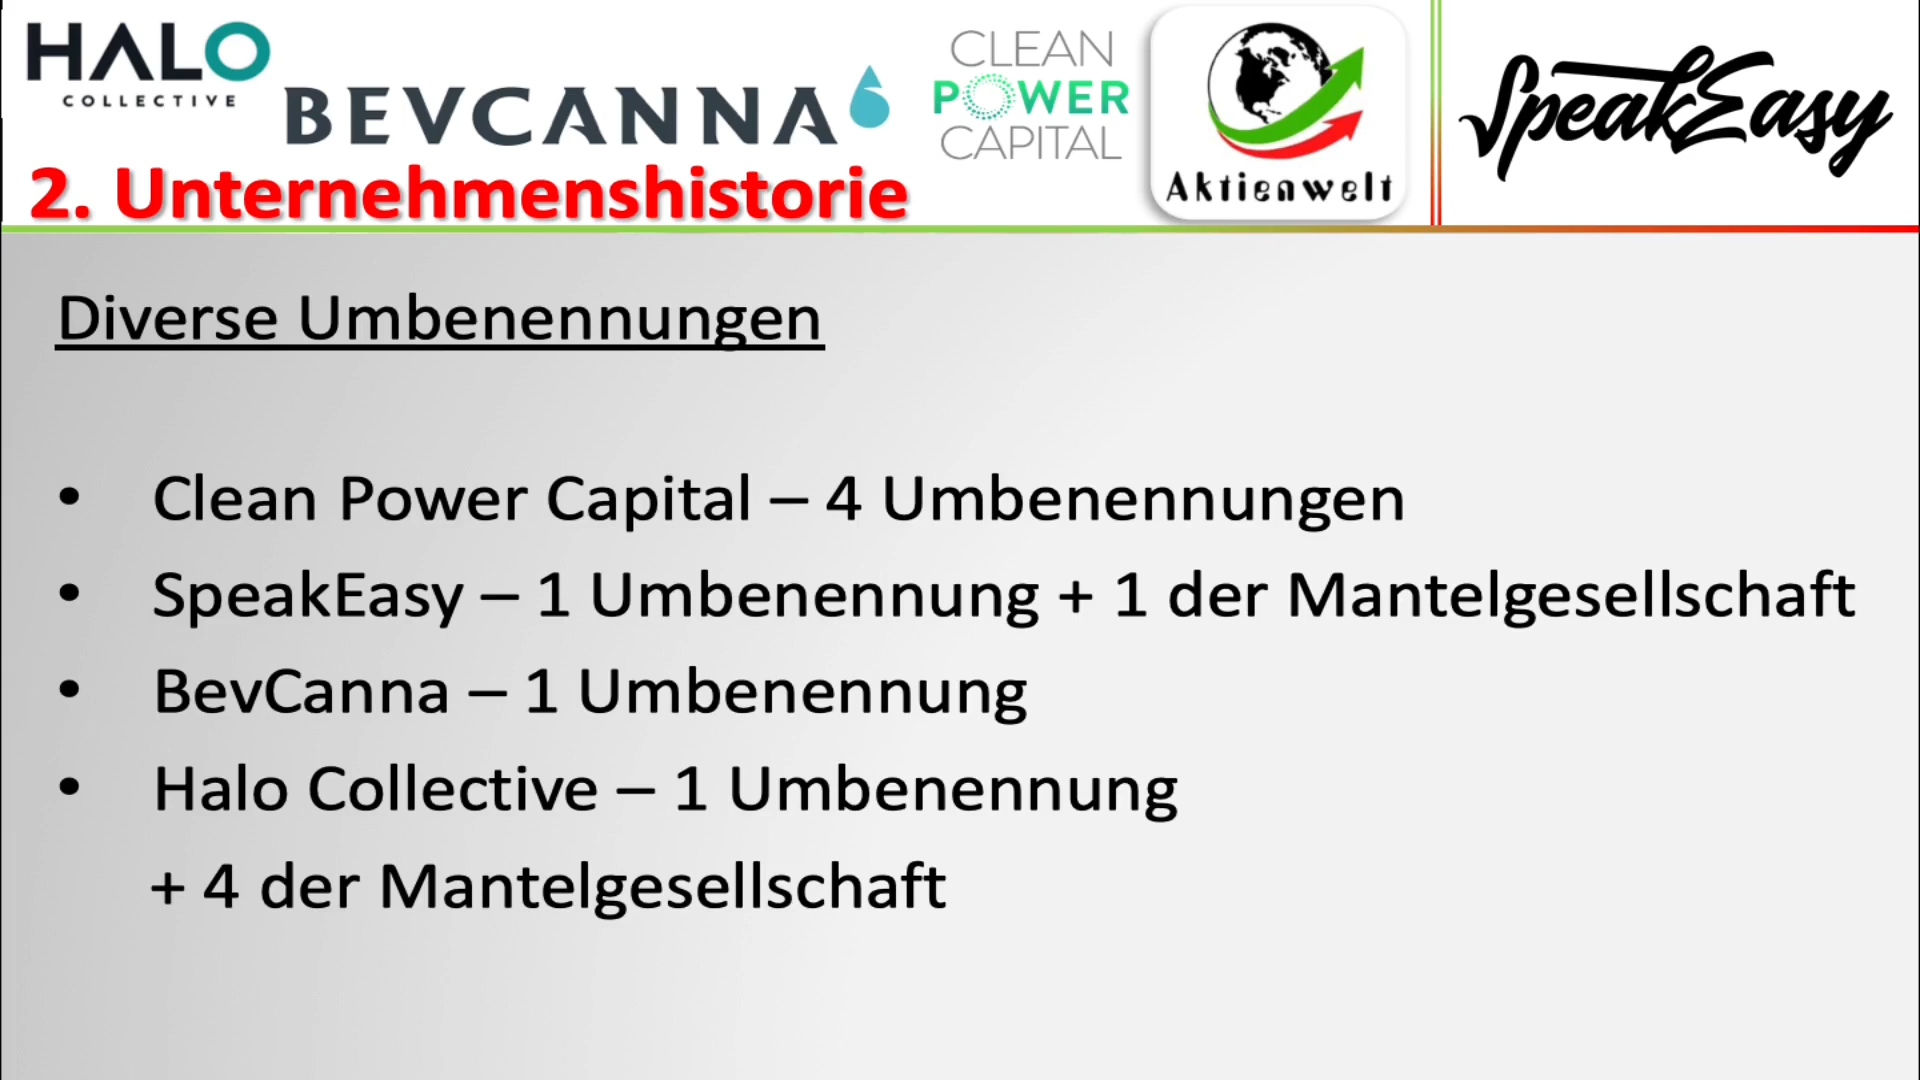 HALO
COLLECTIVE
BEVCANNA
CLEAN
POWER
CAPITAL
Aktienwelt
SpeakEasy
2. Unternehmenshistorie
Diverse Umbenennungen
• Clean Power Capital – 4 Umbenennungen
• SpeakEasy – 1 Umbenennung + 1 der Mantelgesellschaft
• BevCanna – 1 Umbenennung
• Halo Collective – 1 Umbenennung
+ 4 der Mantelgesellschaft